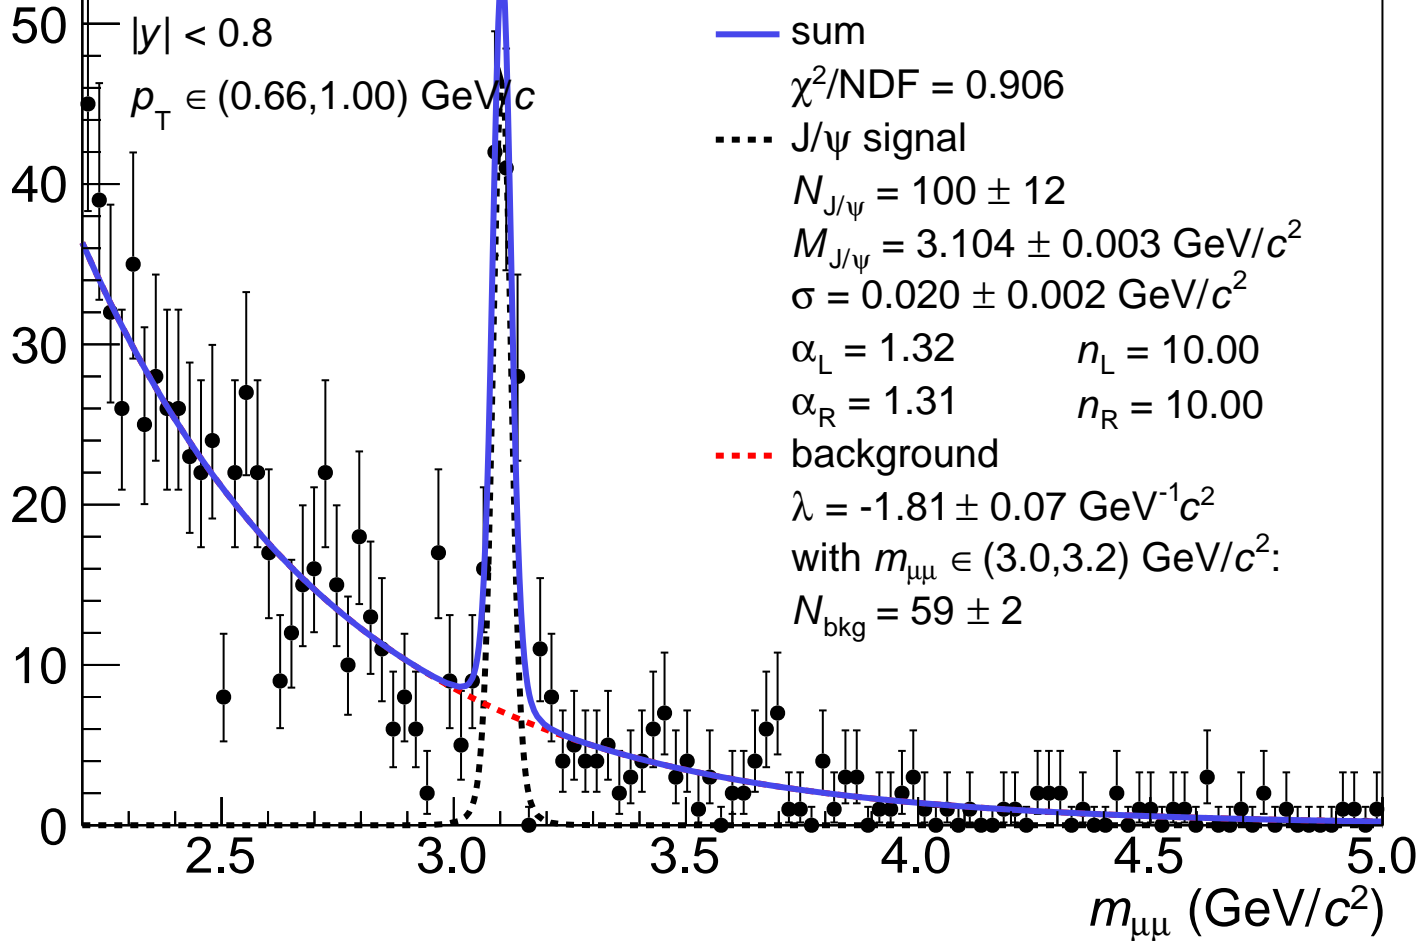 50
40
30
20
10
0
|y| < 0.8
p_T ∈ (0.66,1.00) GeV/c
sum
χ²/NDF = 0.906
J/ψ signal
N_J/ψ = 100 ± 12
M_J/ψ = 3.104 ± 0.003 GeV/c²
σ = 0.020 ± 0.002 GeV/c²
α_L = 1.32 n_L = 10.00
α_R = 1.31 n_R = 10.00
background
λ = -1.81 ± 0.07 GeV⁻¹c²
with m_μμ ∈ (3.0,3.2) GeV/c²:
N_bkg = 59 ± 2
2.5 3.0 3.5 4.0 4.5 5.0
m_μμ (GeV/c²)